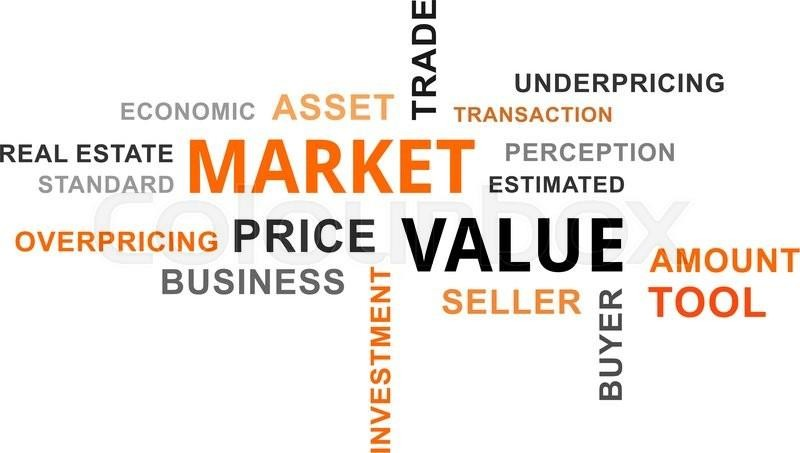 TRADE
UNDERPRICING
ECONOMIC
ASSET
TRANSACTION
REAL ESTATE
MARKET
PERCEPTION
STANDARD
ESTIMATED
OVERPRICING
PRICE
VALUE
AMOUNT
BUSINESS
SELLER
TOOL
INVESTMENT
BUYER
colourbox